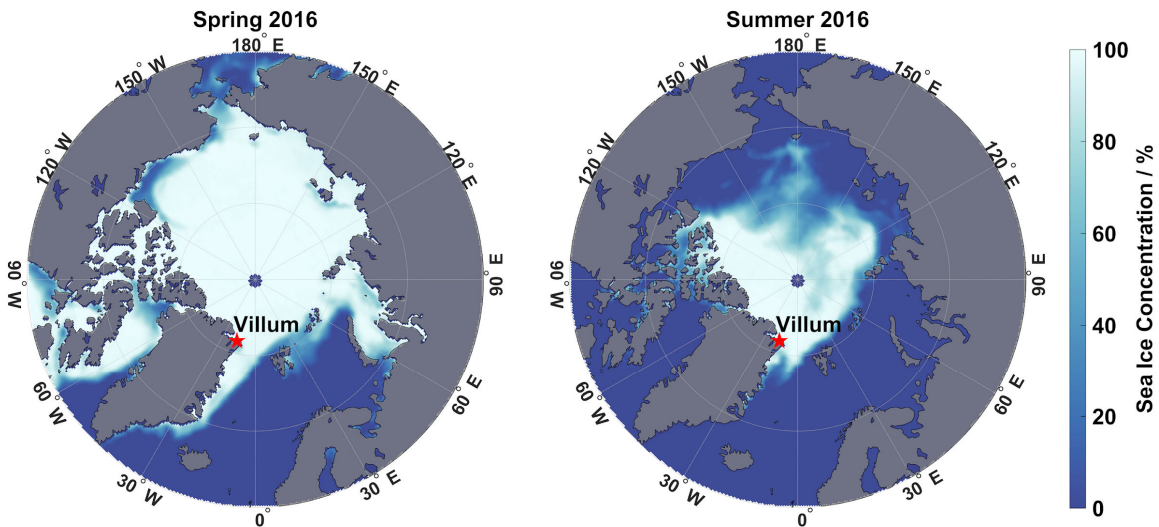 Spring 2016
180° E
150° W
150° E
120° W
120° E
90° W
90° E
Villum
60° W
60° E
30° W
30° E
0°
Summer 2016
180° E
150° W
150° E
120° W
120° E
90° W
90° E
Villum
60° W
60° E
30° W
30° E
0°
100
80
60
40
20
0
Sea Ice Concentration / %